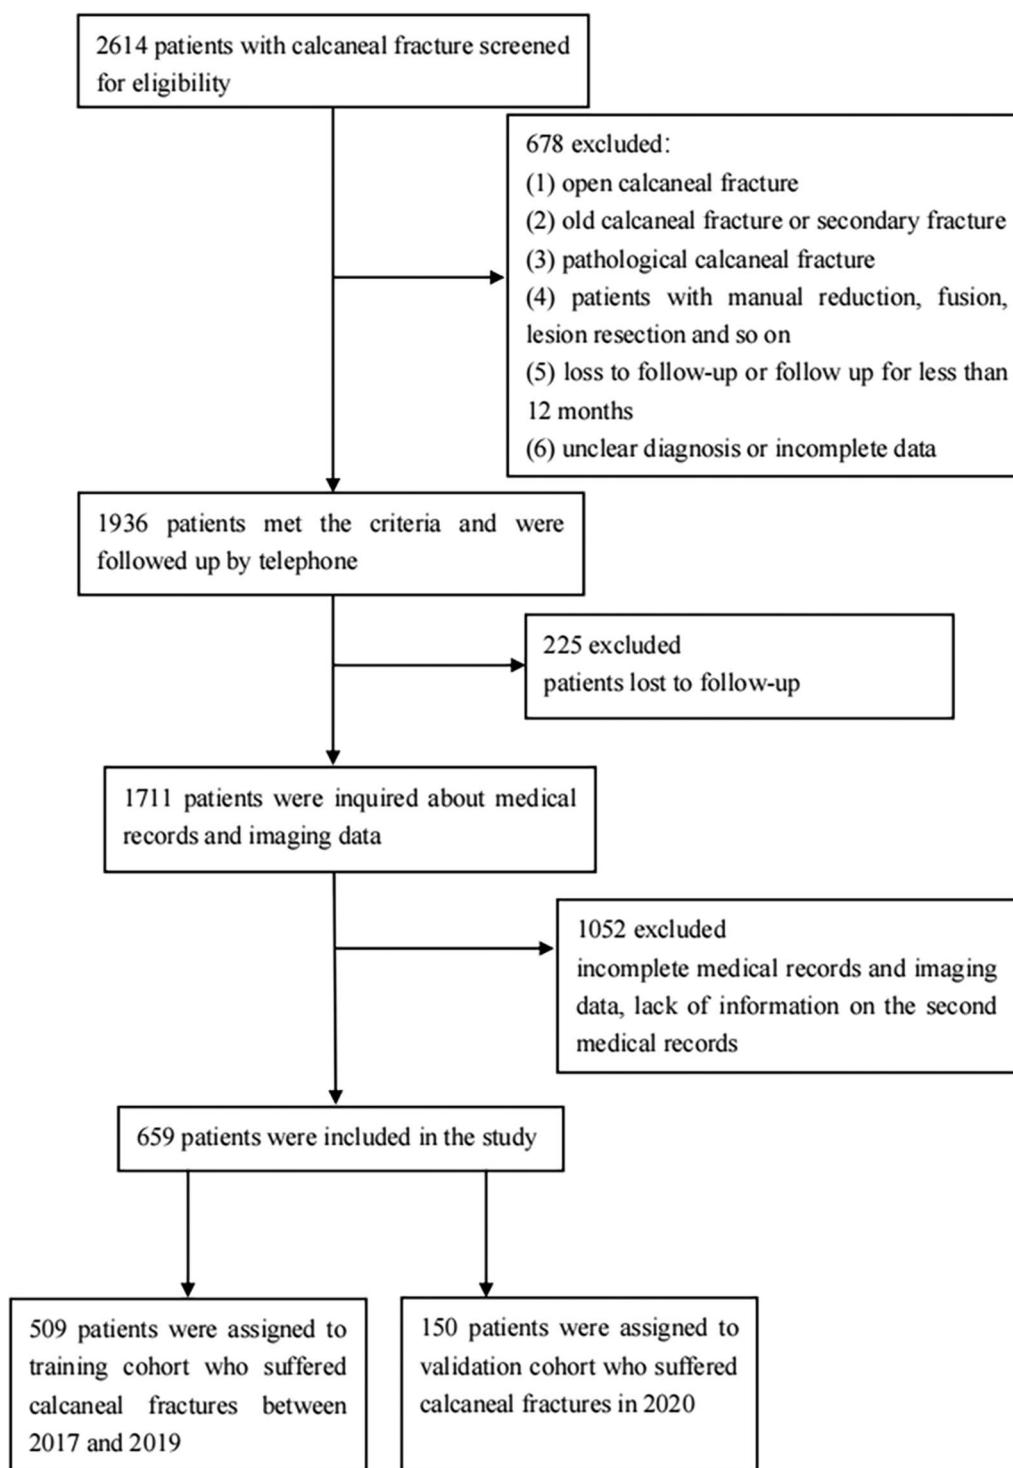 2614 patients with calcaneal fracture screened
for eligibility
678 excluded:
(1) open calcaneal fracture
(2) old calcaneal fracture or secondary fracture
(3) pathological calcaneal fracture
(4) patients with manual reduction, fusion,
lesion resection and so on
(5) loss to follow-up or follow up for less than
12 months
(6) unclear diagnosis or incomplete data
1936 patients met the criteria and were
followed up by telephone
225 excluded
patients lost to follow-up
1711 patients were inquired about medical
records and imaging data
1052 excluded
incomplete medical records and imaging
data, lack of information on the second
medical records
659 patients were included in the study
509 patients were assigned to
training cohort who suffered
calcaneal fractures between
2017 and 2019
150 patients were assigned to
validation cohort who suffered
calcaneal fractures in 2020